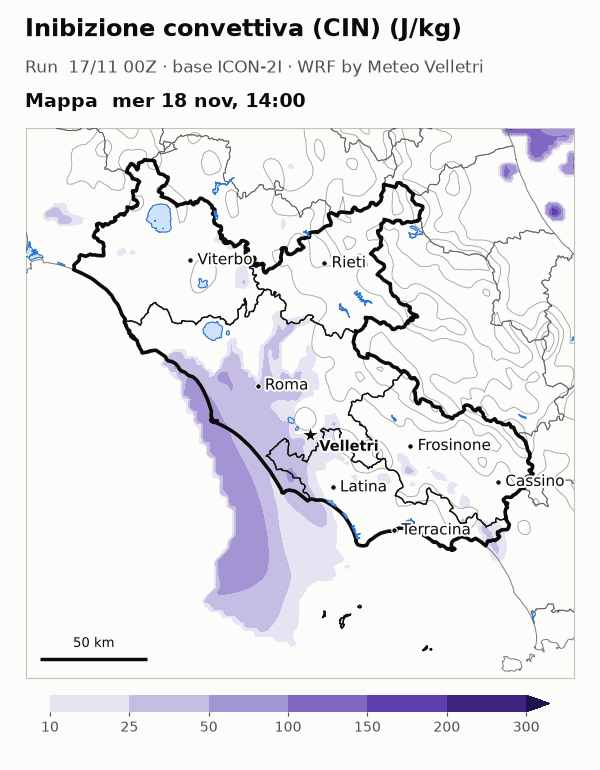 Inibizione convettiva (CIN) (J/kg)
Run 17/11 00Z · base ICON-2I · WRF by Meteo Velletri
Mappa mer 18 nov, 14:00
Viterbo
Rieti
Roma
Velletri
Frosinone
Cassino
Latina
Terracina
50 km
10 25 50 100 150 200 300